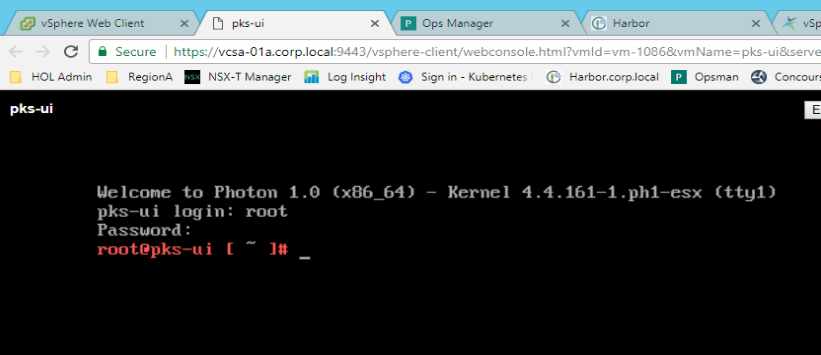 vSphere Web Client
pks-ui
Ops Manager
Harbor
vSp
Secure https://vcsa-01a.corp.local:9443/vsphere-client/webconsole.html?vmId=vm-1086&vmName=pks-ui&serve
HOL Admin RegionA NSX NSX-T Manager Log Insight Sign in - Kubernetes Harbor.corp.local P Opsman Concours
pks-ui
E
Welcome to Photon 1.0 (x86_64) - Kernel 4.4.161-1.ph1-esx (tty1)
pks-ui login: root
Password:
root@pks-ui [ ~ ]# _